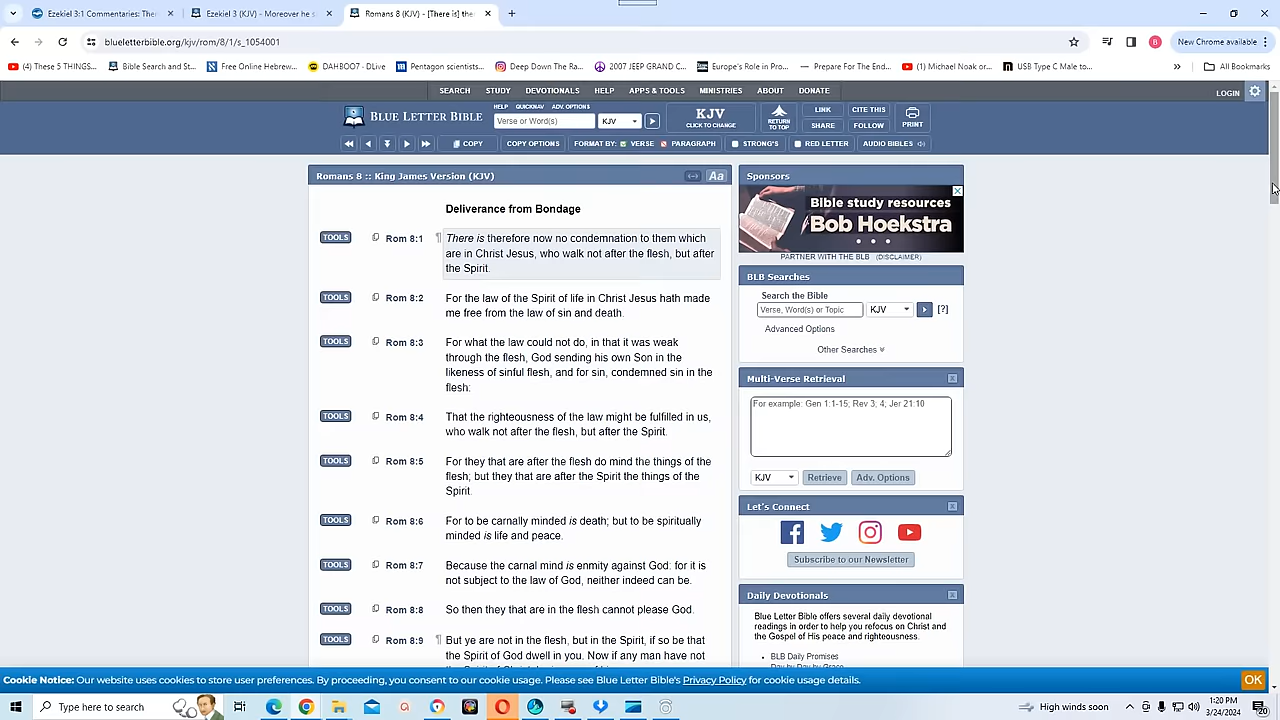 Ezekiel 3:1 Commentaries: The
Ezekiel 3 (KJV) - Moreover he s
Romans 8 (KJV) - [There is] the
blueletterbible.org/kjv/rom/8/1/s_1054001
B
New Chrome available
(4) These 5 THINGS...
Bible Search and St...
Free Online Hebrew...
DAHBOO7 - DLive
Pentagon scientists...
Deep Down The Ra...
2007 JEEP GRAND C...
Europe's Role in Pro...
Prepare For The End...
(1) Michael Noak or...
USB Type C Male to...
»
All Bookmarks
SEARCH STUDY DEVOTIONALS HELP APPS & TOOLS MINISTRIES ABOUT DONATE
LOGIN
BLUE LETTER BIBLE
HELP QUICKNAV ADV. OPTIONS
Verse or Word(s)
KJV
KJV
CLICK TO CHANGE
RETURN
TO TOP
LINK
SHARE
CITE THIS
FOLLOW
PRINT
COPY COPY OPTIONS FORMAT BY: VERSE PARAGRAPH STRONG'S RED LETTER AUDIO BIBLES
Romans 8 :: King James Version (KJV)
Aa
Deliverance from Bondage
TOOLS Rom 8:1 ¶ There is therefore now no condemnation to them which
are in Christ Jesus, who walk not after the flesh, but after
the Spirit.
TOOLS Rom 8:2 For the law of the Spirit of life in Christ Jesus hath made
me free from the law of sin and death.
TOOLS Rom 8:3 For what the law could not do, in that it was weak
through the flesh, God sending his own Son in the
likeness of sinful flesh, and for sin, condemned sin in the
flesh:
TOOLS Rom 8:4 That the righteousness of the law might be fulfilled in us,
who walk not after the flesh, but after the Spirit.
TOOLS Rom 8:5 For they that are after the flesh do mind the things of the
flesh; but they that are after the Spirit the things of the
Spirit.
TOOLS Rom 8:6 For to be carnally minded is death; but to be spiritually
minded is life and peace.
TOOLS Rom 8:7 Because the carnal mind is enmity against God: for it is
not subject to the law of God, neither indeed can be.
TOOLS Rom 8:8 So then they that are in the flesh cannot please God.
TOOLS Rom 8:9 ¶ But ye are not in the flesh, but in the Spirit, if so be that
the Spirit of God dwell in you. Now if any man have not
Sponsors
Bible study resources
Bob Hoekstra
PARTNER WITH THE BLB (DISCLAIMER)
BLB Searches
Search the Bible
Verse, Word(s) or Topic
KJV
[?]
Advanced Options
Other Searches
Multi-Verse Retrieval
For example: Gen 1:1-15; Rev 3; 4; Jer 21:10
KJV
Retrieve
Adv. Options
Let's Connect
Subscribe to our Newsletter
Daily Devotionals
Blue Letter Bible offers several daily devotional
readings in order to help you refocus on Christ and
the Gospel of His peace and righteousness.
BLB Daily Promises
Day by Day by Grace
Cookie Notice: Our website uses cookies to store user preferences. By proceeding, you consent to our cookie usage. Please see Blue Letter Bible's Privacy Policy for cookie usage details.
OK
Type here to search
High winds soon
1:20 PM
3/24/2024
20